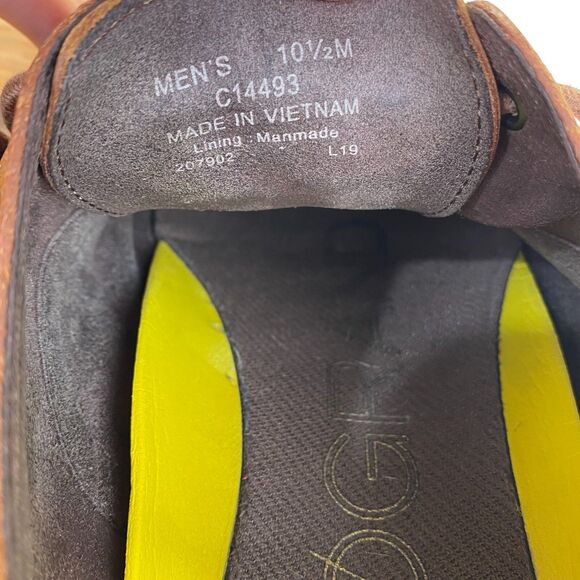 MEN'S 10½M
C14493
MADE IN VIETNAM
Lining : Manmade
207902 L19